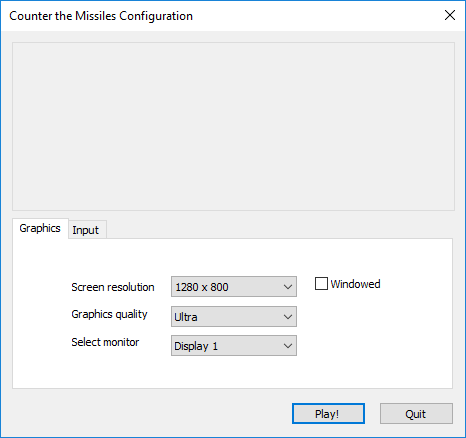 Counter the Missiles Configuration
Graphics Input
Screen resolution 1280 x 800 Windowed
Graphics quality Ultra
Select monitor Display 1
Play! Quit